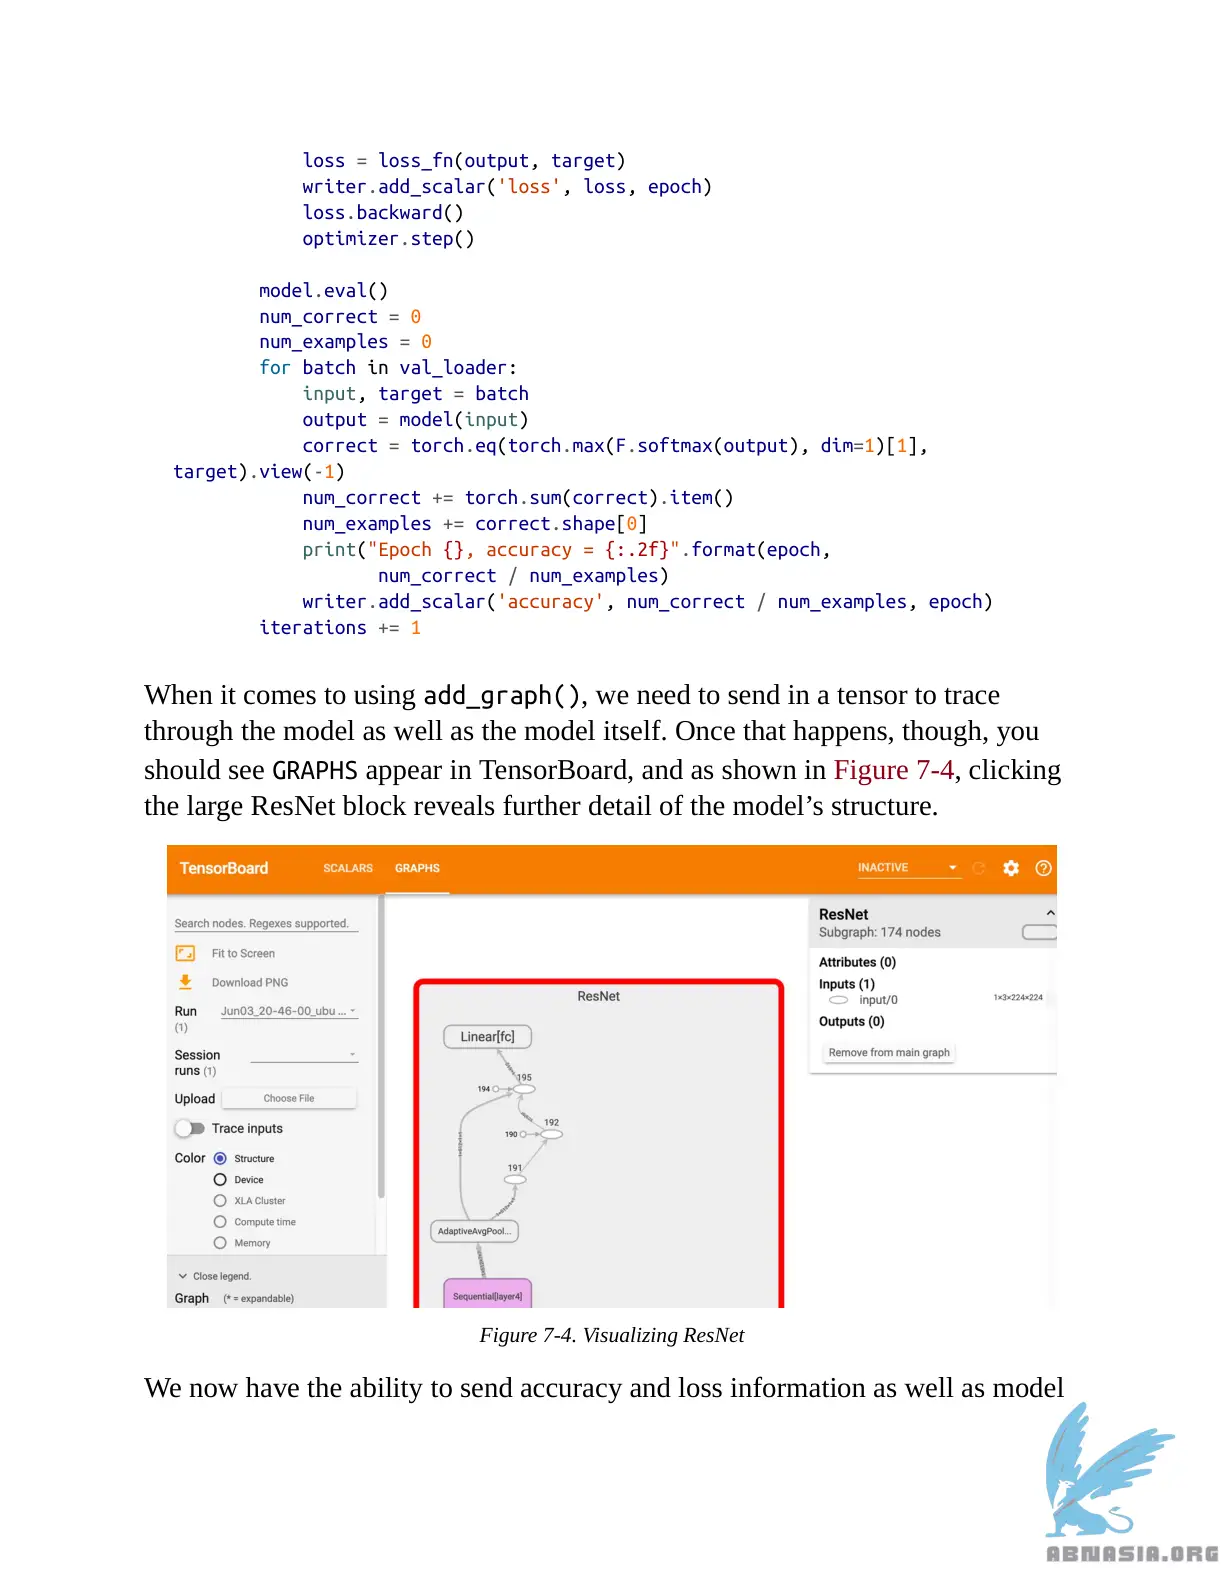 loss = loss_fn(output, target)
writer.add_scalar('loss', loss, epoch)
loss.backward()
optimizer.step()
model.eval()
num_correct = 0
num_examples = 0
for batch in val_loader:
input, target = batch
output = model(input)
correct = torch.eq(torch.max(F.softmax(output), dim=1)[1],
target).view(-1)
num_correct += torch.sum(correct).item()
num_examples += correct.shape[0]
print("Epoch {}, accuracy = {:.2f}".format(epoch,
num_correct / num_examples)
writer.add_scalar('accuracy', num_correct / num_examples, epoch)
iterations += 1
When it comes to using add_graph(), we need to send in a tensor to trace
through the model as well as the model itself. Once that happens, though, you
should see GRAPHS appear in TensorBoard, and as shown in Figure 7-4, clicking
the large ResNet block reveals further detail of the model’s structure.
TensorBoard SCALARS GRAPHS INACTIVE
Search nodes. Regexes supported.
Fit to Screen
Download PNG
Run Jun03_20-46-00_ubu ...
(1)
Session
runs (1)
Upload Choose File
Trace inputs
Color Structure
Device
XLA Cluster
Compute time
Memory
Close legend.
Graph (* = expandable)
ResNet
Linear[fc]
195
194
192
190
191
AdaptiveAvgPool...
Sequential[layer4]
ResNet
Subgraph: 174 nodes
Attributes (0)
Inputs (1)
input/0 1×3×224×224
Outputs (0)
Remove from main graph
Figure 7-4. Visualizing ResNet
We now have the ability to send accuracy and loss information as well as model
ABNASIA.ORG